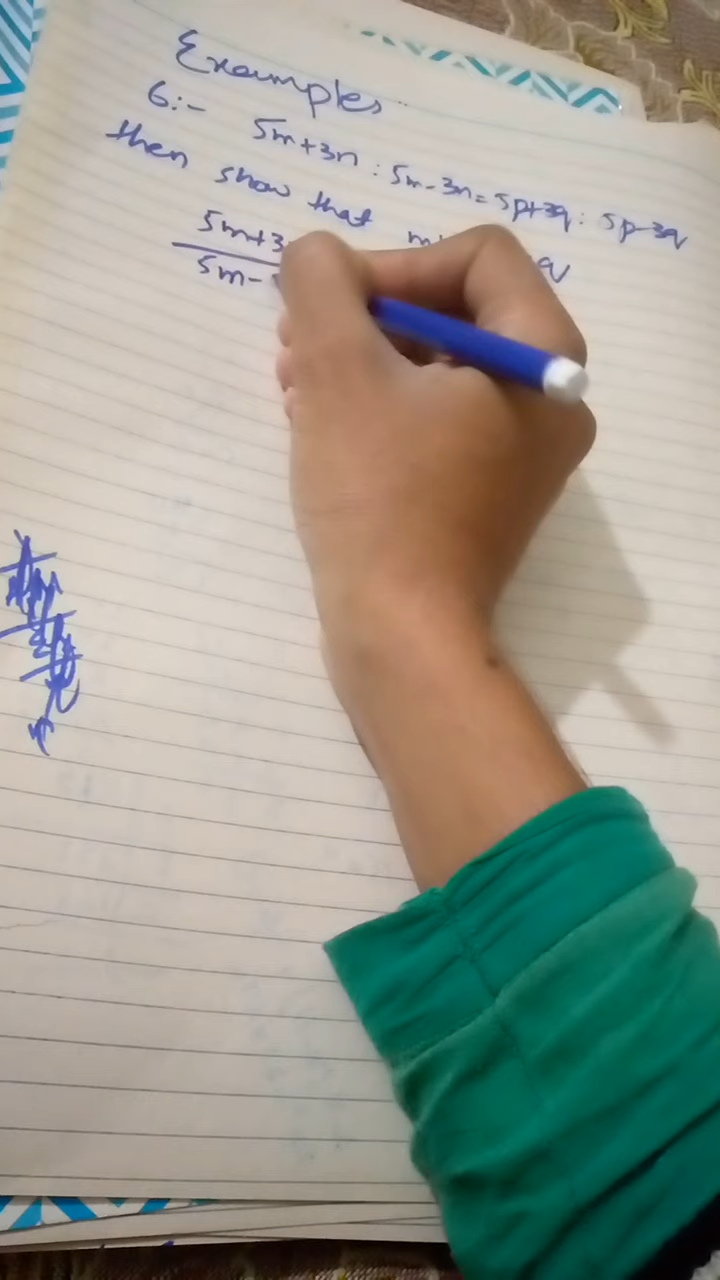 Examples
6:- 5m+3n : 5m-3n = 5p+3q : 5p-3q
then show that m q
5m+3
5m-